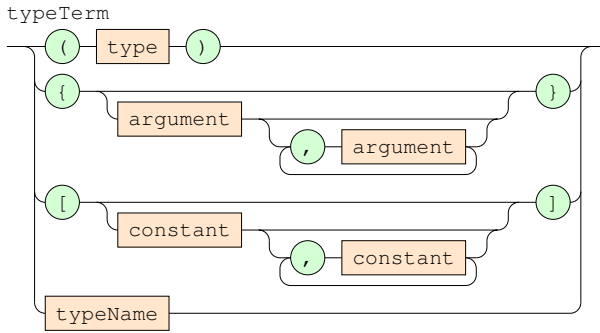 typeTerm
( type )
{ }
argument
, argument
[ ]
constant
, constant
typeName